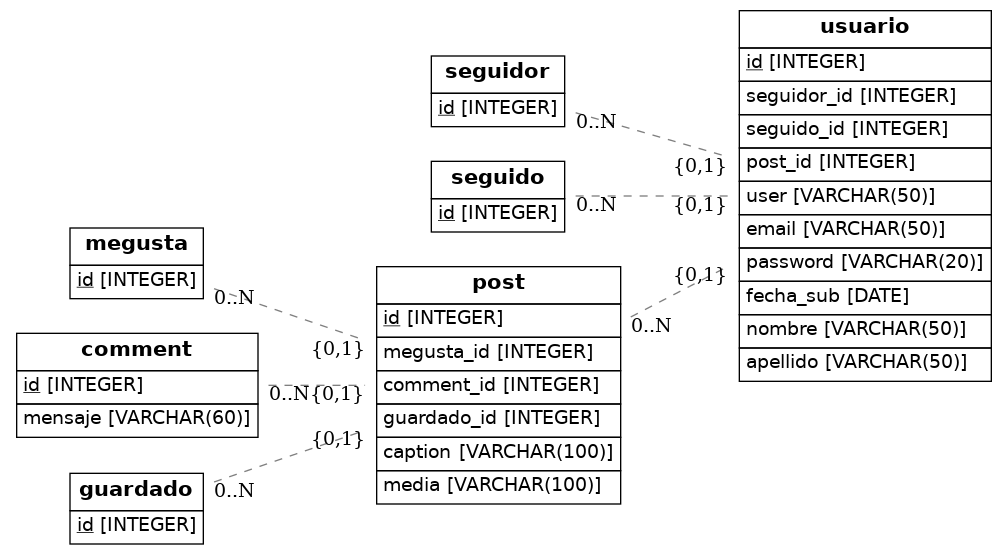 usuario
id [INTEGER]
seguidor_id [INTEGER]
seguido_id [INTEGER]
post_id [INTEGER]
user [VARCHAR(50)]
email [VARCHAR(50)]
password [VARCHAR(20)]
fecha_sub [DATE]
nombre [VARCHAR(50)]
apellido [VARCHAR(50)]
seguidor
id [INTEGER]
0..N
{0,1}
seguido
id [INTEGER]
0..N
{0,1}
megusta
id [INTEGER]
0..N
{0,1}
post
id [INTEGER]
megusta_id [INTEGER]
comment_id [INTEGER]
guardado_id [INTEGER]
caption [VARCHAR(100)]
media [VARCHAR(100)]
{0,1}
0..N
comment
id [INTEGER]
mensaje [VARCHAR(60)]
0..N{0,1}
guardado
id [INTEGER]
{0,1}
0..N